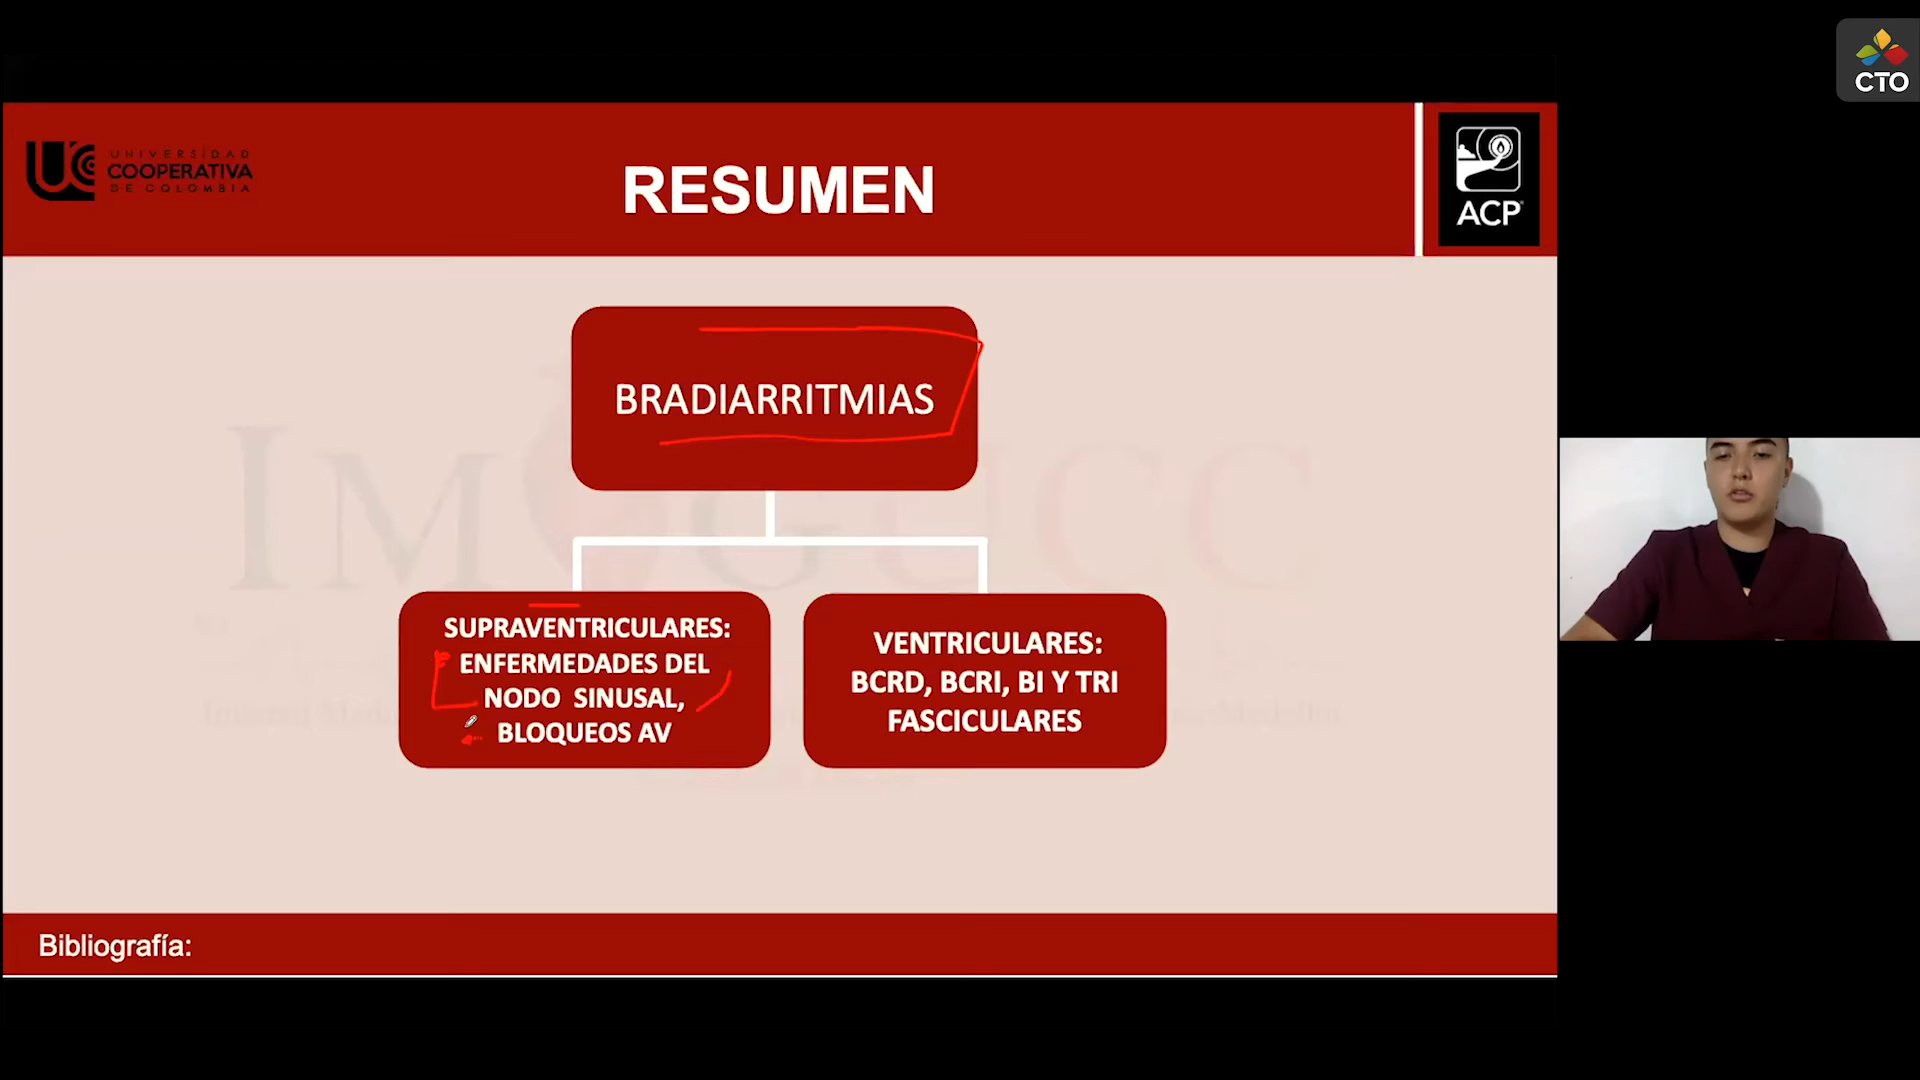 CTO
UNIVERSIDAD
COOPERATIVA
DE COLOMBIA
RESUMEN
ACP
BRADIARRITMIAS
SUPRAVENTRICULARES:
ENFERMEDADES DEL
NODO SINUSAL,
BLOQUEOS AV
VENTRICULARES:
BCRD, BCRI, BI Y TRI
FASCICULARES
Bibliografía: